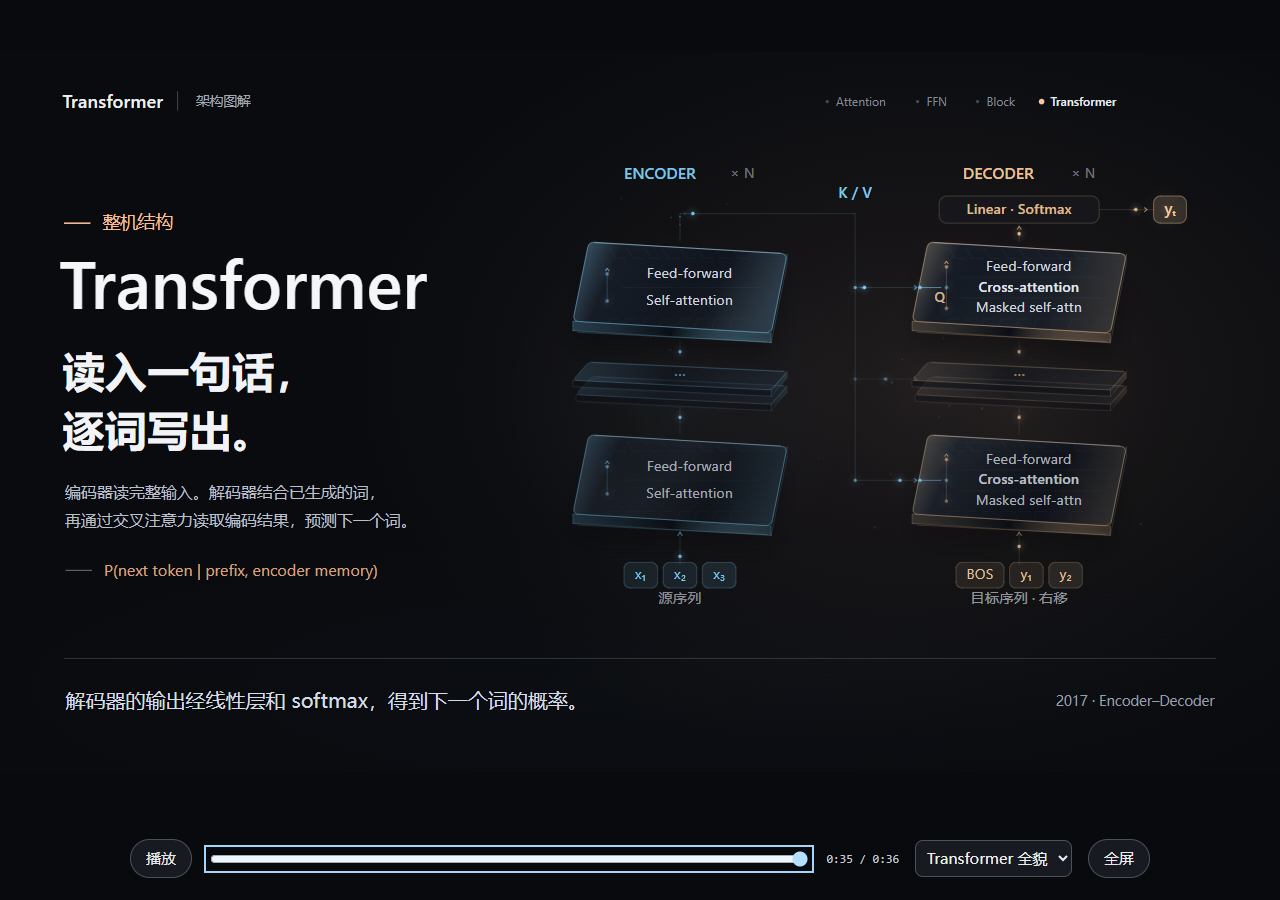 Transformer | 架构图解
Attention
FFN
Block
Transformer
整机结构
Transformer
读入一句话，
逐词写出。
编码器读完整输入。解码器结合已生成的词，
再通过交叉注意力读取编码结果，预测下一个词。
P(next token | prefix, encoder memory)
ENCODER × N
K / V
DECODER × N
Linear · Softmax
yₜ
Feed-forward
Self-attention
Feed-forward
Cross-attention
Q
Masked self-attn
...
...
Feed-forward
Self-attention
Feed-forward
Cross-attention
Masked self-attn
x₁ x₂ x₃
源序列
BOS y₁ y₂
目标序列 · 右移
解码器的输出经线性层和 softmax，得到下一个词的概率。
2017 · Encoder–Decoder
播放
0:35 / 0:36
Transformer 全貌
全屏